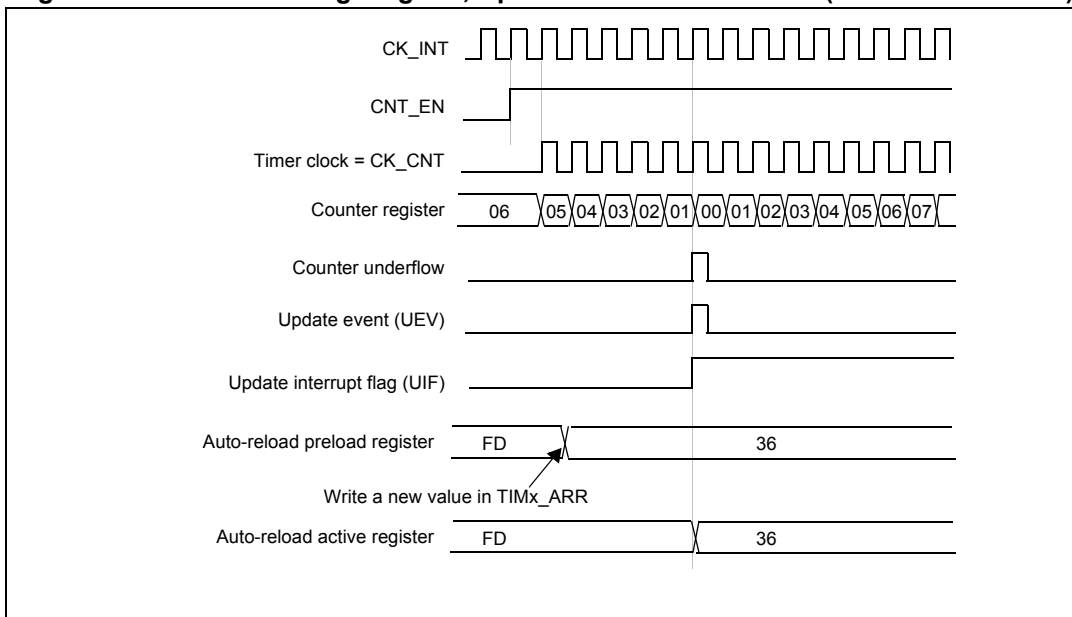 CK_INT
CNT_EN
Timer clock = CK_CNT
Counter register 06 05 04 03 02 01 00 01 02 03 04 05 06 07
Counter underflow
Update event (UEV)
Update interrupt flag (UIF)
Auto-reload preload register FD 36
Write a new value in TIMx_ARR
Auto-reload active register FD 36